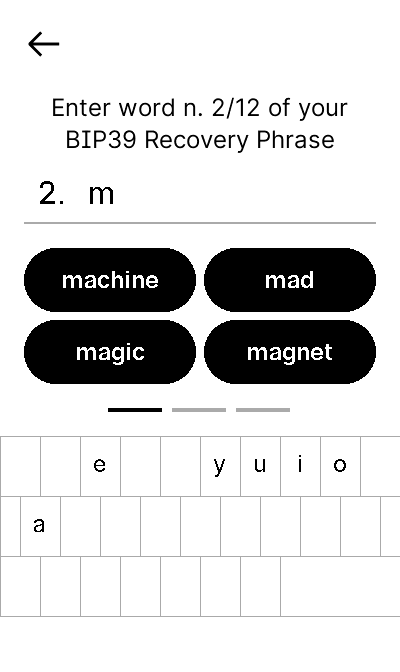 Enter word n. 2/12 of your
BIP39 Recovery Phrase
2. m
machine mad
magic magnet
e y u i o
a